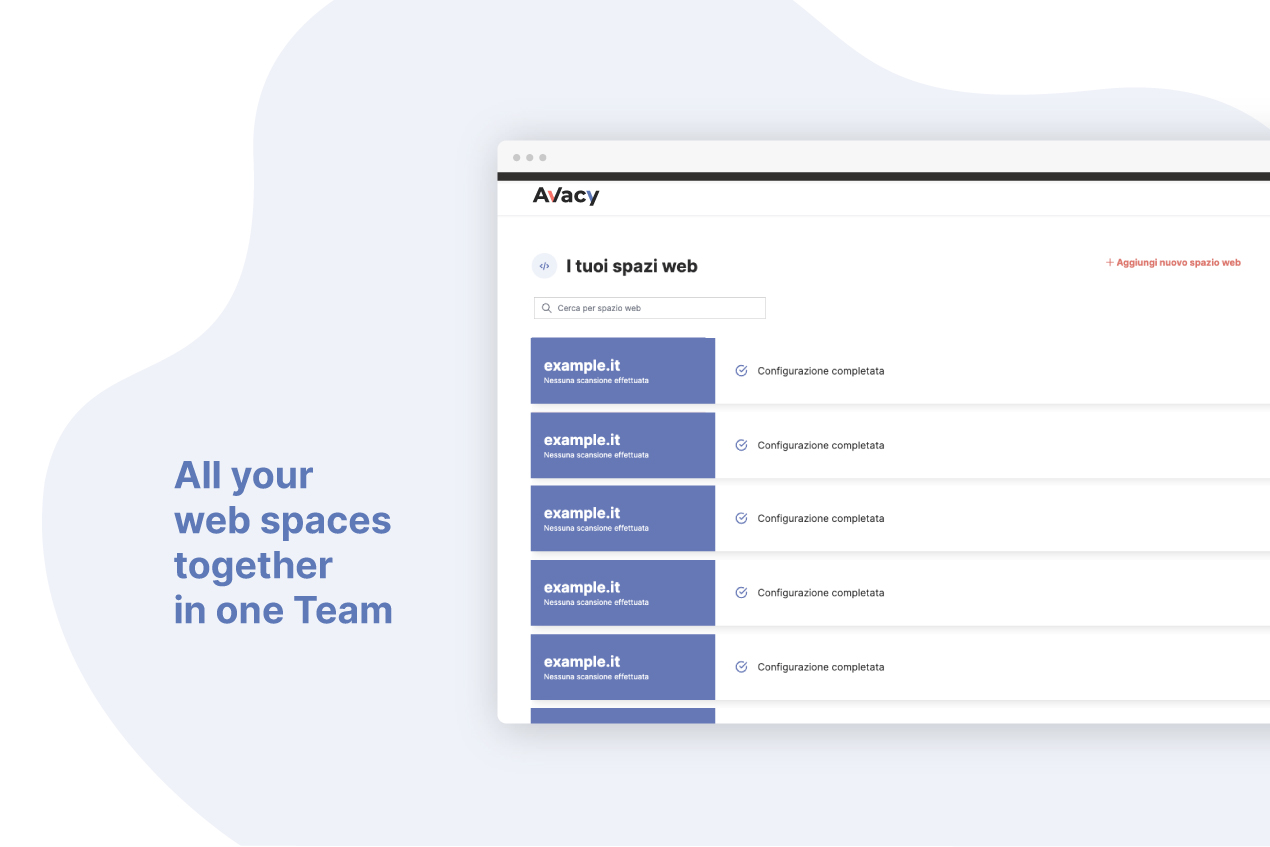 All your
web spaces
together
in one Team
Avacy
</> I tuoi spazi web
+ Aggiungi nuovo spazio web
Cerca per spazio web
example.it
Nessuna scansione effettuata
Configurazione completata
example.it
Nessuna scansione effettuata
Configurazione completata
example.it
Nessuna scansione effettuata
Configurazione completata
example.it
Nessuna scansione effettuata
Configurazione completata
example.it
Nessuna scansione effettuata
Configurazione completata